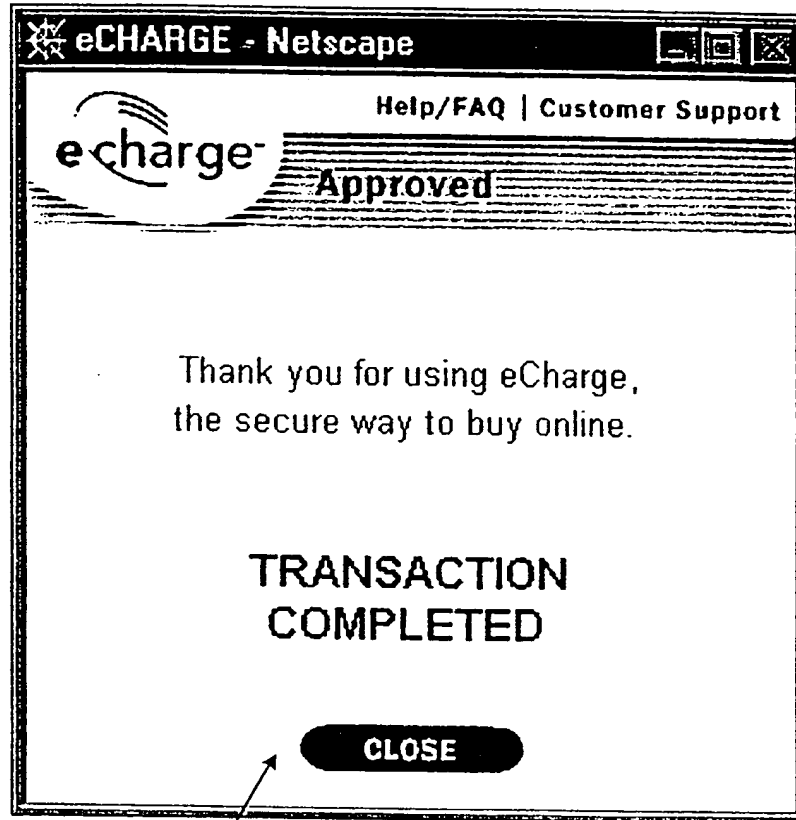 eCHARGE - Netscape
Help/FAQ | Customer Support
echarge
Approved
Thank you for using eCharge,
the secure way to buy online.
TRANSACTION
COMPLETED
CLOSE